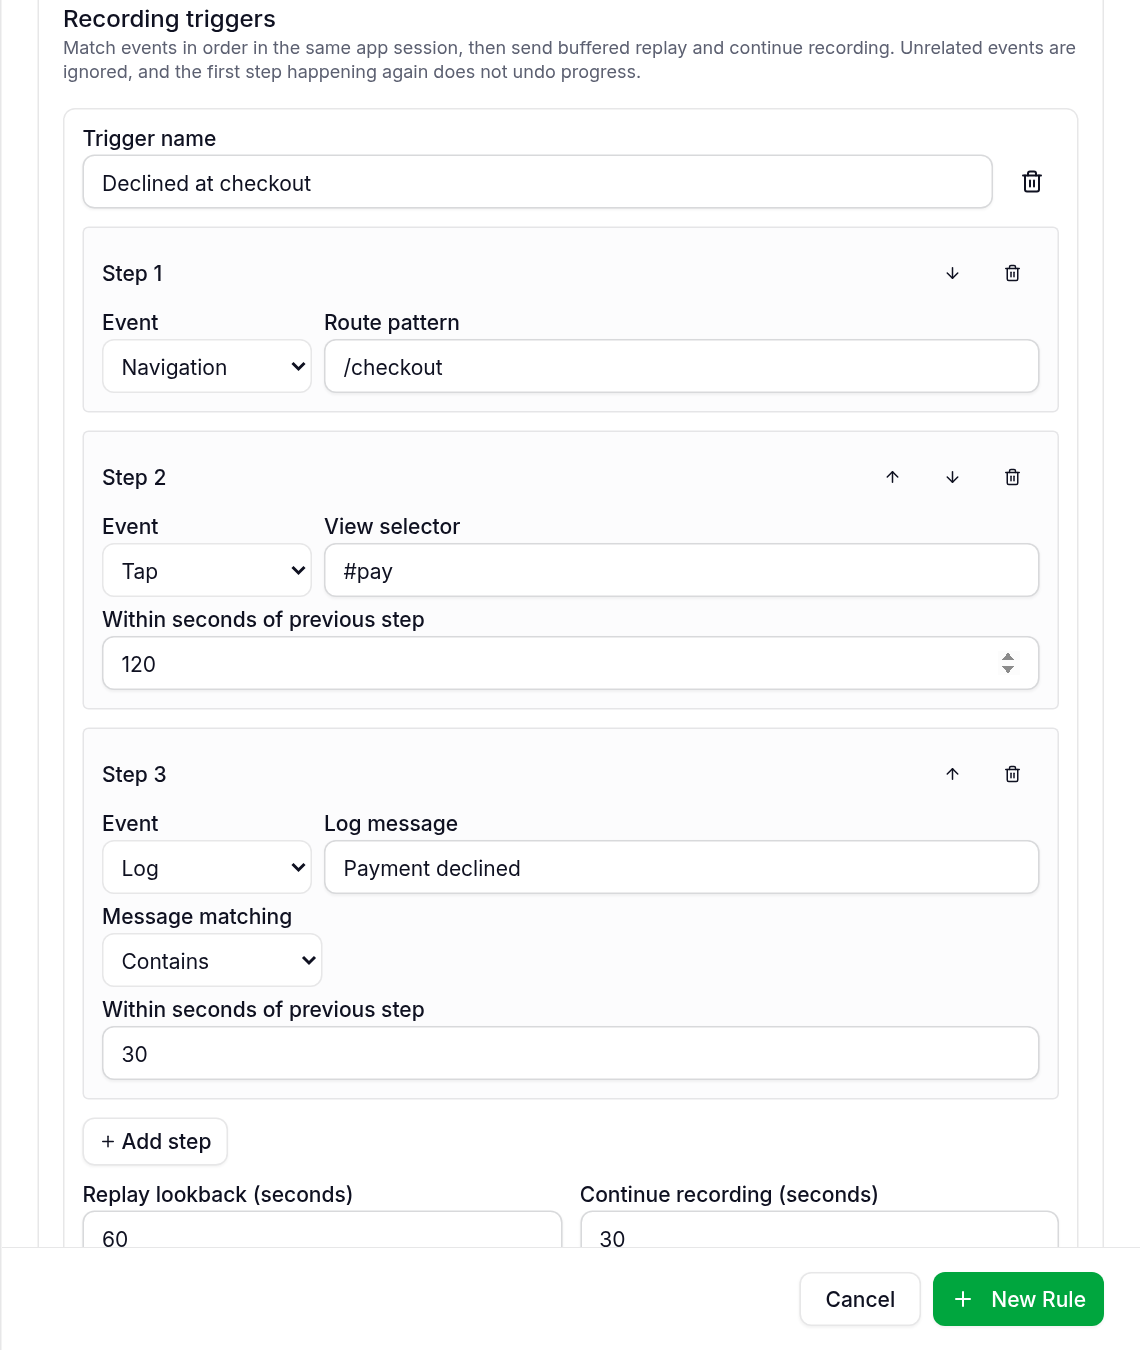 Recording triggers
Match events in order in the same app session, then send buffered replay and continue recording. Unrelated events are
ignored, and the first step happening again does not undo progress.
Trigger name
Declined at checkout
Step 1
Event
Route pattern
Navigation
/checkout
Step 2
Event
View selector
Tap
#pay
Within seconds of previous step
120
Step 3
Event
Log message
Log
Payment declined
Message matching
Contains
Within seconds of previous step
30
+ Add step
Replay lookback (seconds)
Continue recording (seconds)
60
30
Cancel
+ New Rule